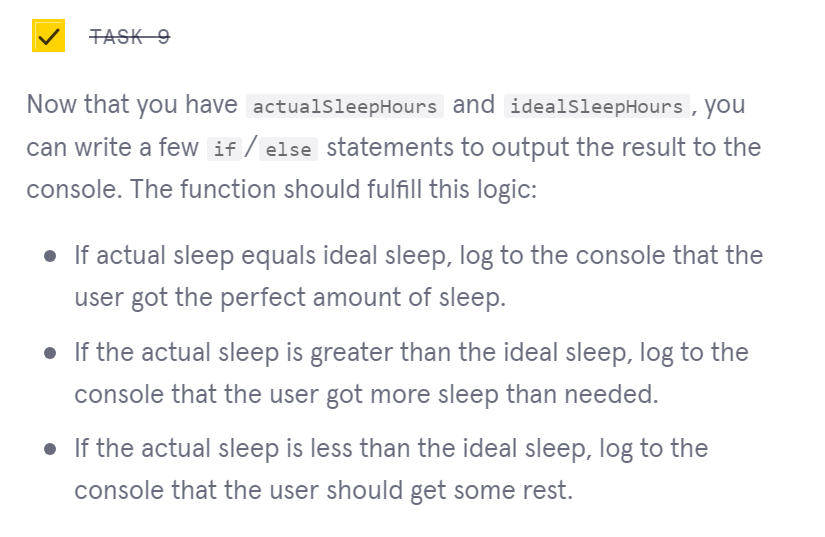 TASK 9
Now that you have actualSleepHours and idealSleepHours, you
can write a few if/else statements to output the result to the
console. The function should fulfill this logic:
● If actual sleep equals ideal sleep, log to the console that the
user got the perfect amount of sleep.
● If the actual sleep is greater than the ideal sleep, log to the
console that the user got more sleep than needed.
● If the actual sleep is less than the ideal sleep, log to the
console that the user should get some rest.